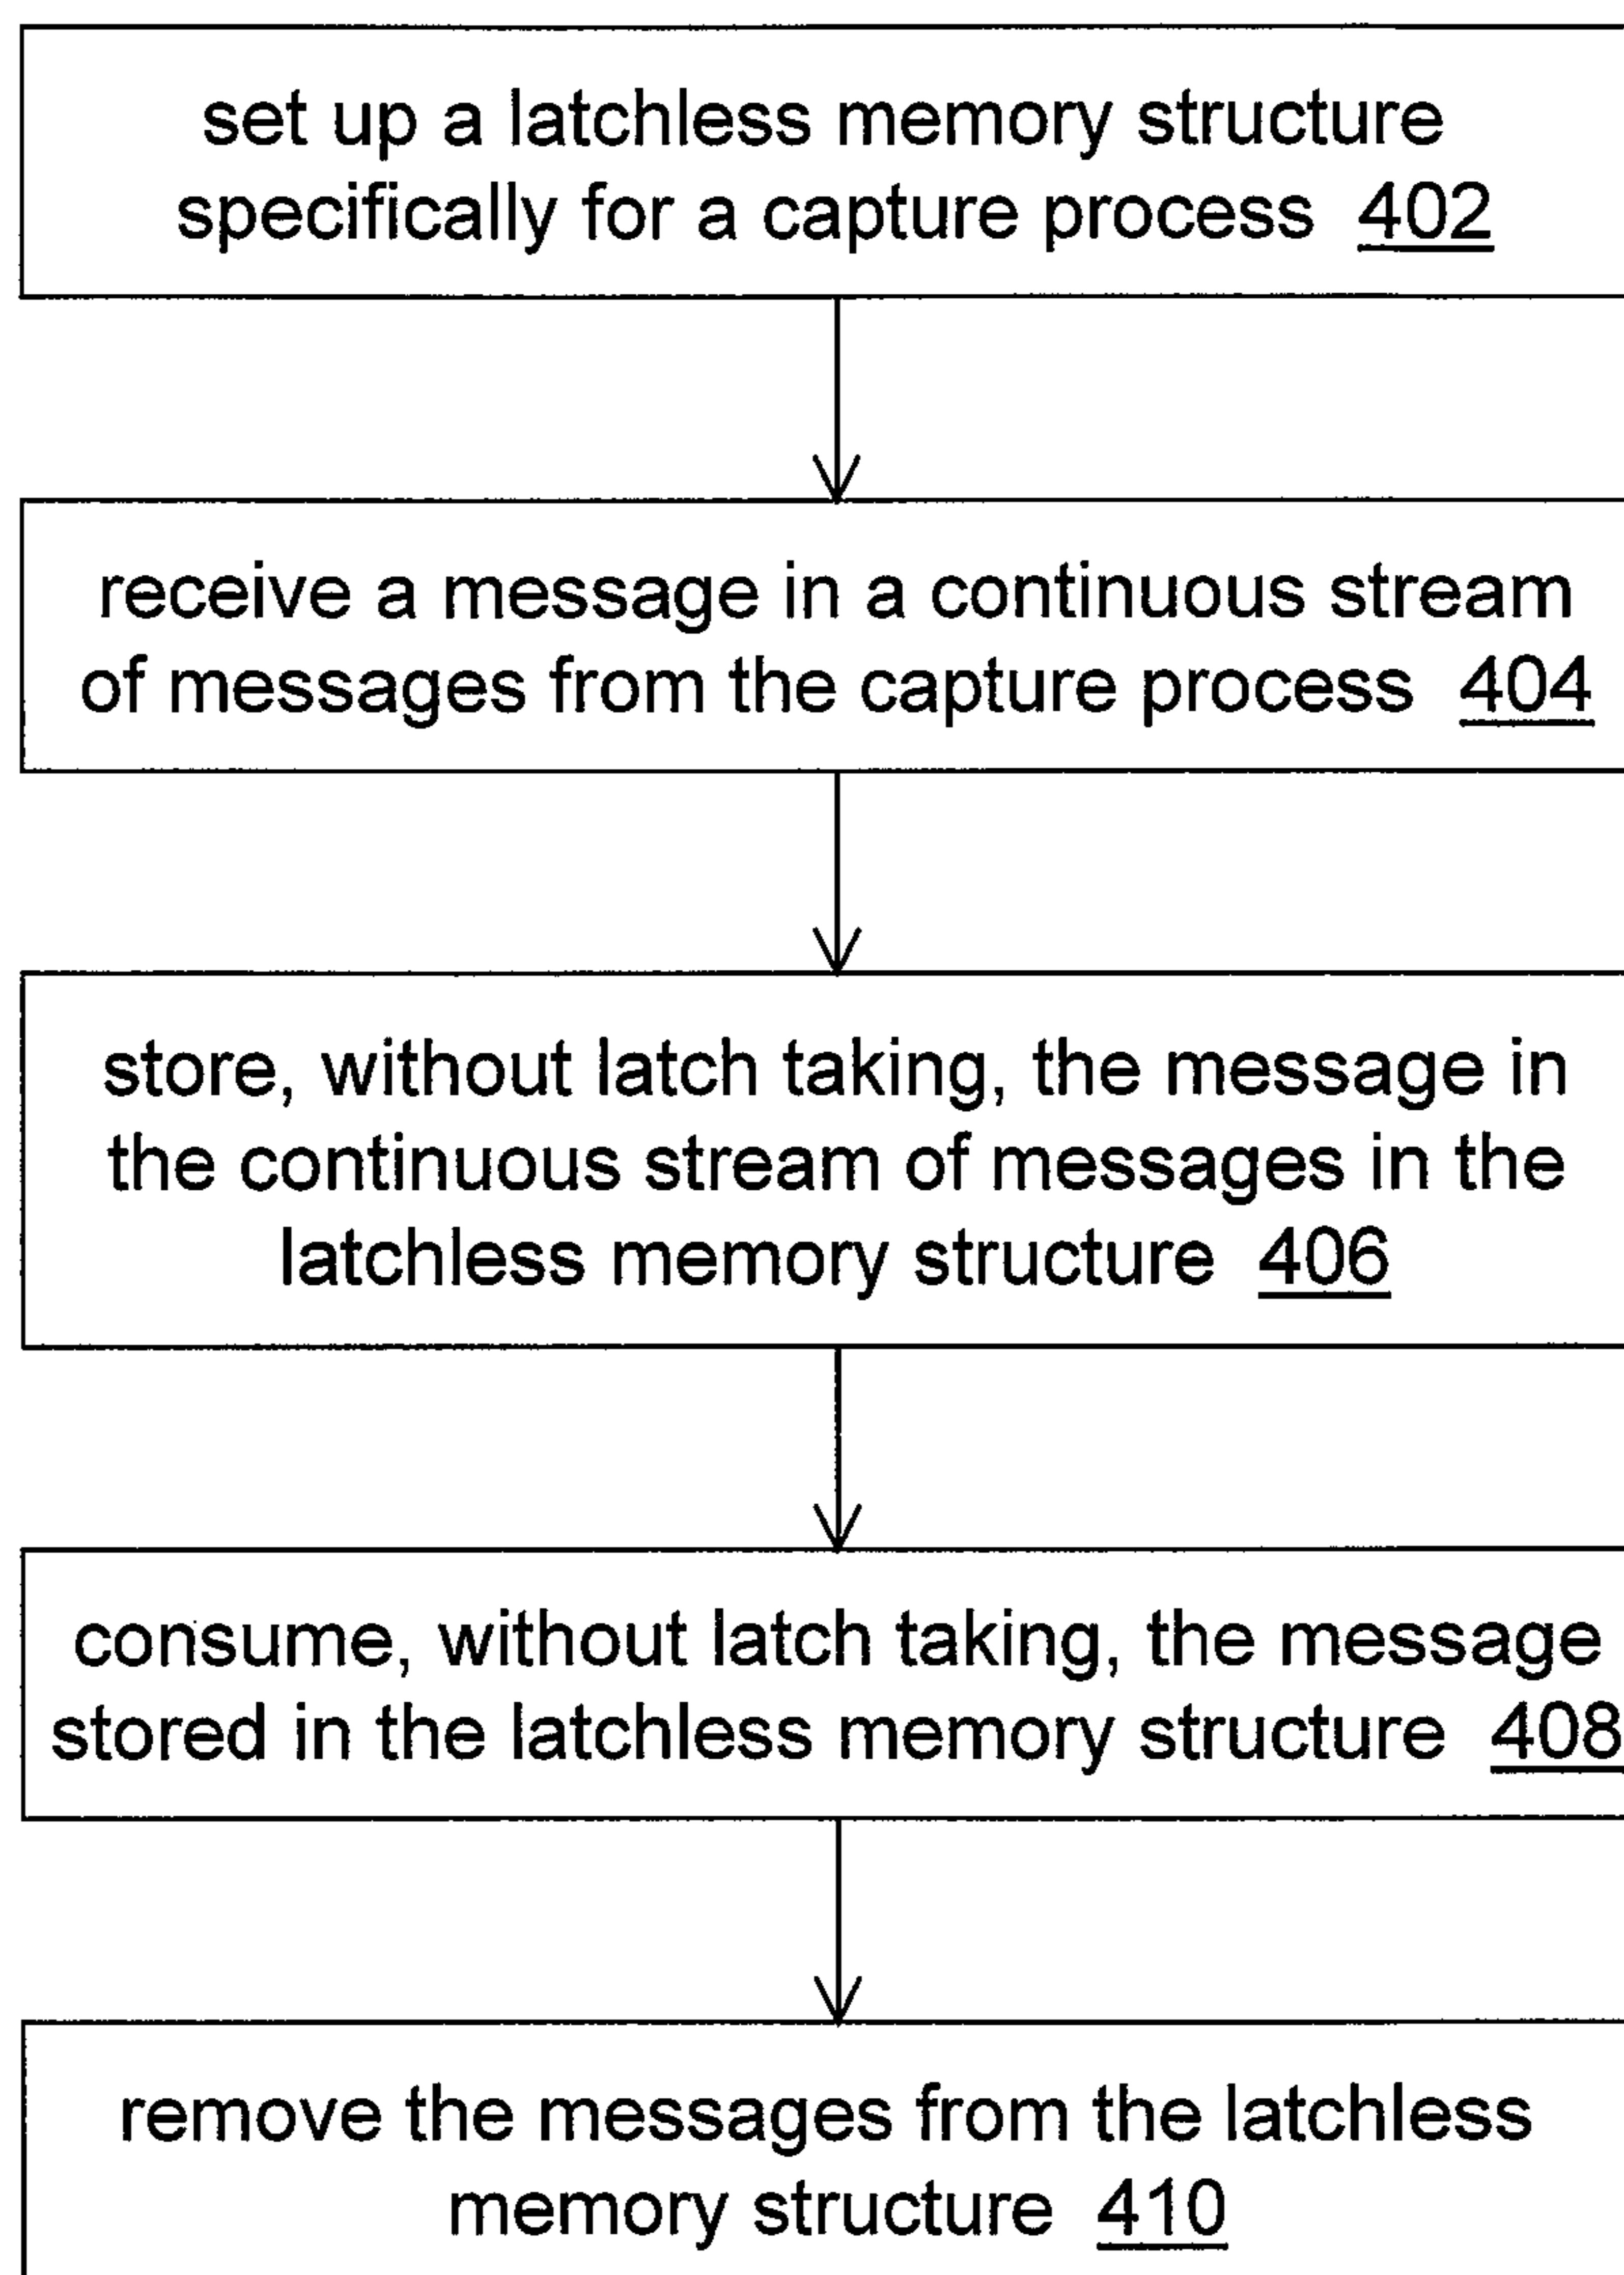 set up a latchless memory structure
specifically for a capture process 402
receive a message in a continuous stream
of messages from the capture process 404
store, without latch taking, the message in
the continuous stream of messages in the
latchless memory structure 406
consume, without latch taking, the message
stored in the latchless memory structure 408
remove the messages from the latchless
memory structure 410